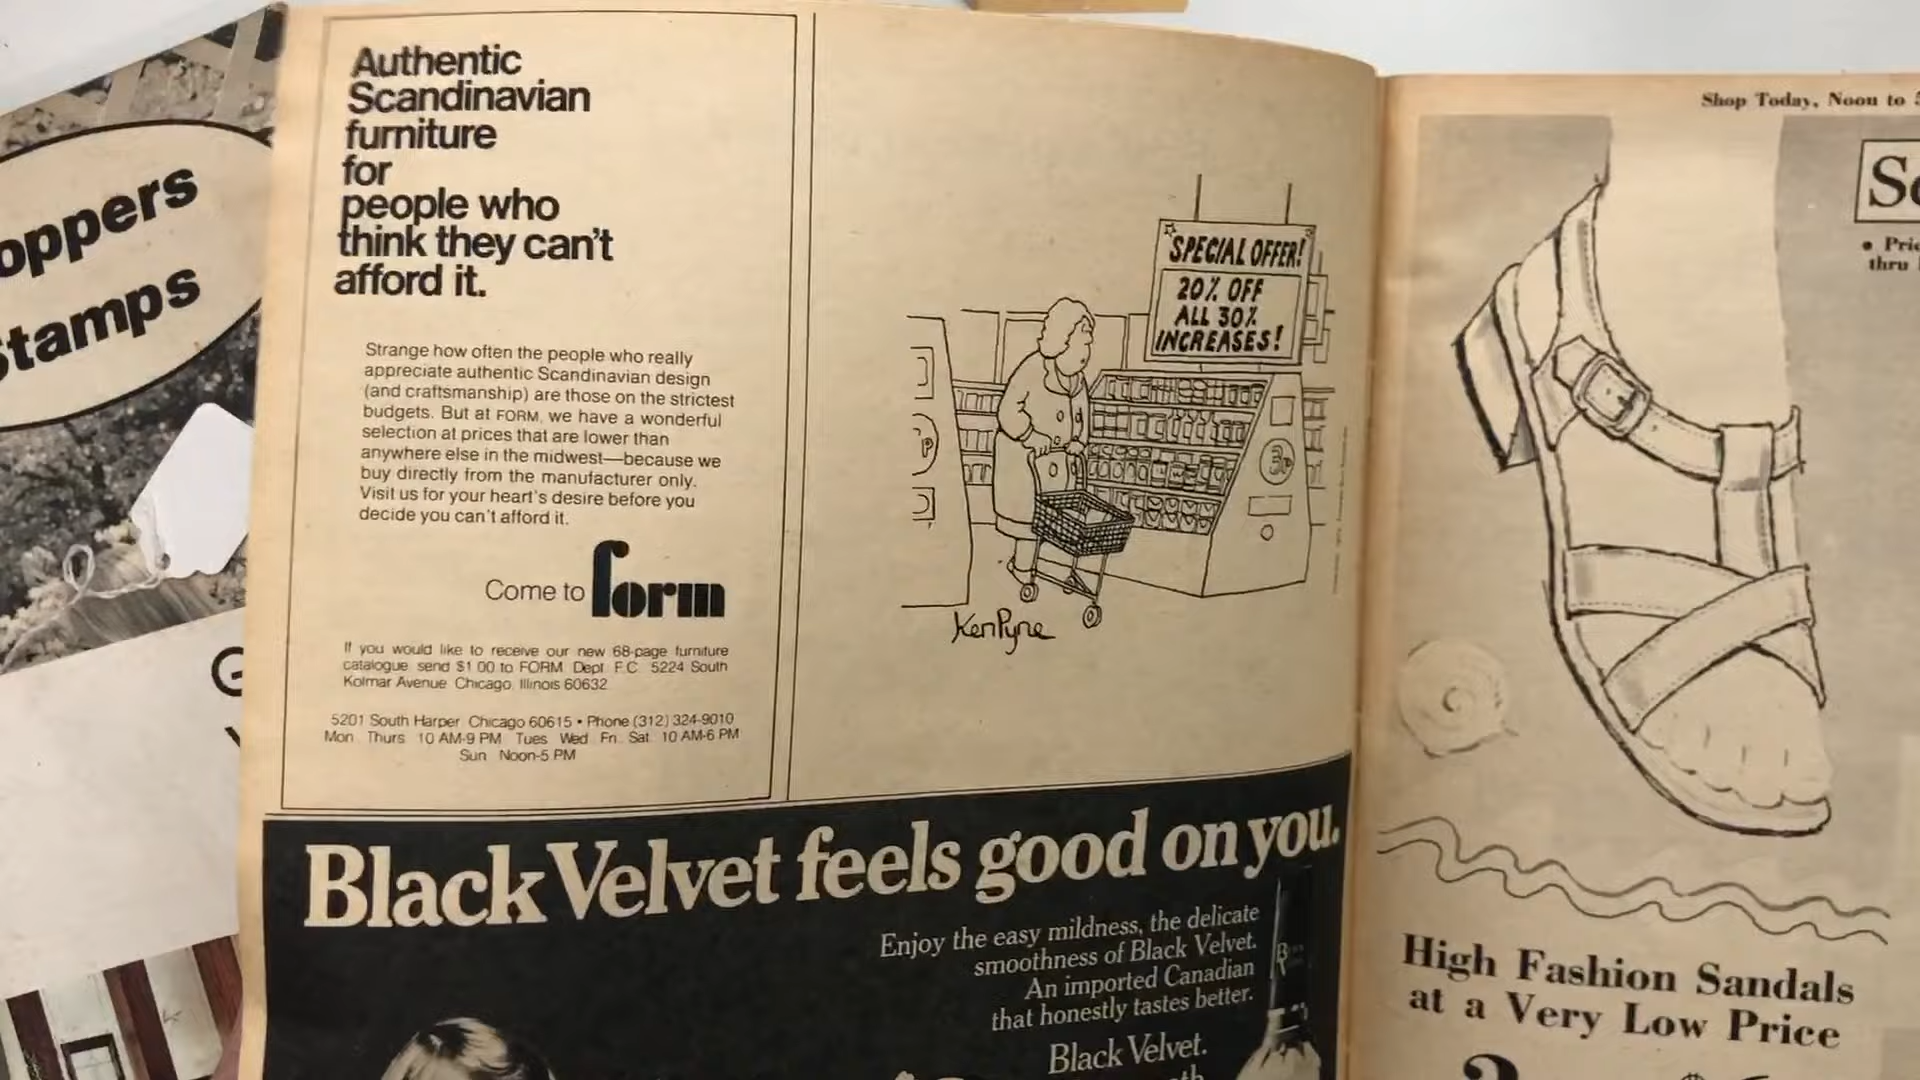 oppers
Stamps
G
Authentic
Scandinavian
furniture
for
people who
think they can't
afford it.
Strange how often the people who really
appreciate authentic Scandinavian design
(and craftsmanship) are those on the strictest
budgets. But at FORM, we have a wonderful
selection at prices that are lower than
anywhere else in the midwest—because we
buy directly from the manufacturer only.
Visit us for your heart's desire before you
decide you can't afford it.
Come to form
If you would like to receive our new 68-page furniture
catalogue send $1.00 to FORM Dept F.C. 5224 South
Kolmar Avenue Chicago, Illinois 60632
5201 South Harper Chicago 60615 • Phone (312) 324-9010
Mon Thurs 10 AM-9 PM Tues Wed Fri Sat 10 AM-6 PM
Sun Noon-5 PM
SPECIAL OFFER!
20% OFF
ALL 30%
INCREASES!
3p
Ken Pyne
Black Velvet feels good on you.
Enjoy the easy mildness, the delicate
smoothness of Black Velvet.
An imported Canadian
that honestly tastes better.
Black Velvet.
Shop Today, Noon to 5
• Pric
thru
High Fashion Sandals
at a Very Low Price